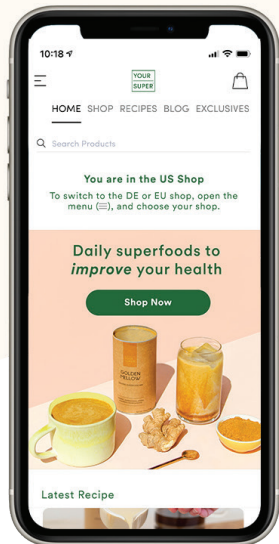 10:18
YOUR
SUPER
HOME SHOP RECIPES BLOG EXCLUSIVES
Search Products
You are in the US Shop
To switch to the DE or EU shop, open the
menu (☰), and choose your shop.
Daily superfoods to
improve your health
Shop Now
GOLDEN
MELLOW
Latest Recipe